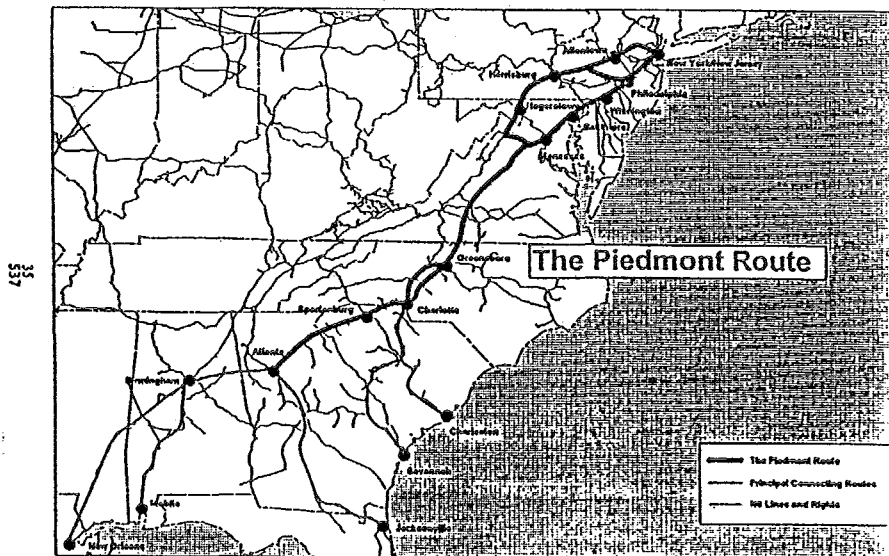 Allentown
New York/New Jersey
Harrisburg
Philadelphia
Hagerstown
Wilmington
Baltimore
Manassas
Greensboro
The Piedmont Route
35
537
Spartanburg
Charlotte
Atlanta
Birmingham
Charleston
Savannah
The Piedmont Route
Principal Connecting Routes
NS Lines and Rights
Mobile
Jacksonville
New Orleans